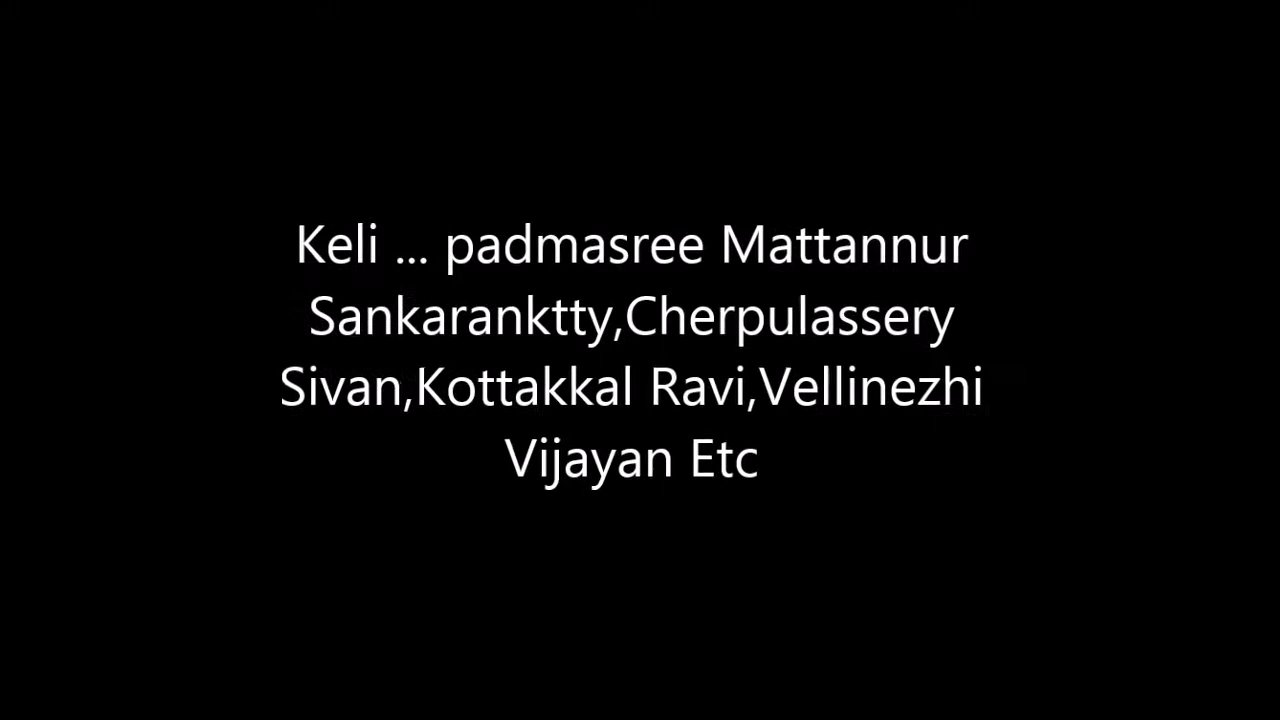 Keli ... padmasree Mattannur
Sankaranktty,Cherpulassery
Sivan,Kottakkal Ravi,Vellinezhi
Vijayan Etc